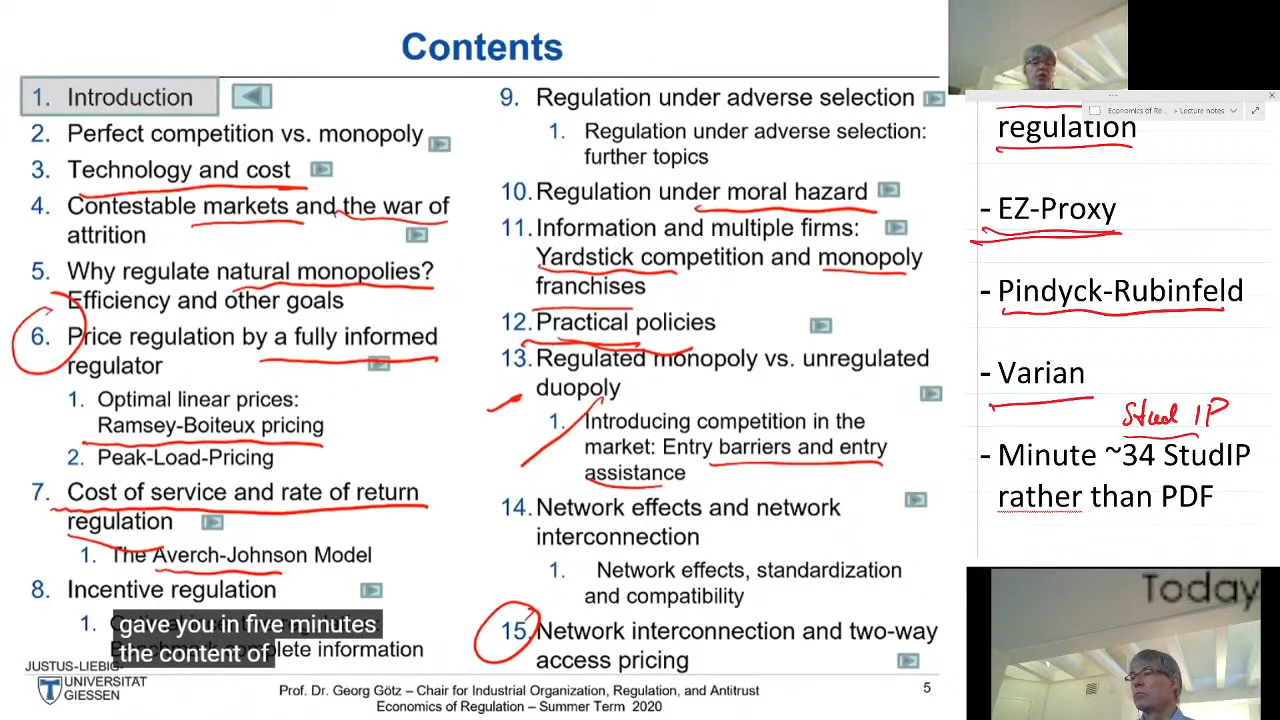 Contents
1. Introduction
2. Perfect competition vs. monopoly
3. Technology and cost
4. Contestable markets and the war of
attrition
5. Why regulate natural monopolies?
Efficiency and other goals
6. Price regulation by a fully informed
regulator
1. Optimal linear prices:
Ramsey-Boiteux pricing
2. Peak-Load-Pricing
7. Cost of service and rate of return
regulation
1. The Averch-Johnson Model
8. Incentive regulation
1.
complete information
gave you in five minutes
the content of
9. Regulation under adverse selection
1. Regulation under adverse selection:
further topics
10. Regulation under moral hazard
11. Information and multiple firms:
Yardstick competition and monopoly
franchises
12. Practical policies
13. Regulated monopoly vs. unregulated
duopoly
1. Introducing competition in the
market: Entry barriers and entry
assistance
14. Network effects and network
interconnection
1. Network effects, standardization
and compatibility
15. Network interconnection and two-way
access pricing
JUSTUS-LIEBIG-
UNIVERSITAT
GIESSEN
Prof. Dr. Georg Götz – Chair for Industrial Organization, Regulation, and Antitrust
Economics of Regulation – Summer Term 2020
5
Economics of Re... > Lecture notes
regulation
- EZ-Proxy
- Pindyck-Rubinfeld
- Varian
Stud IP
- Minute ~34 StudIP
rather than PDF
Today